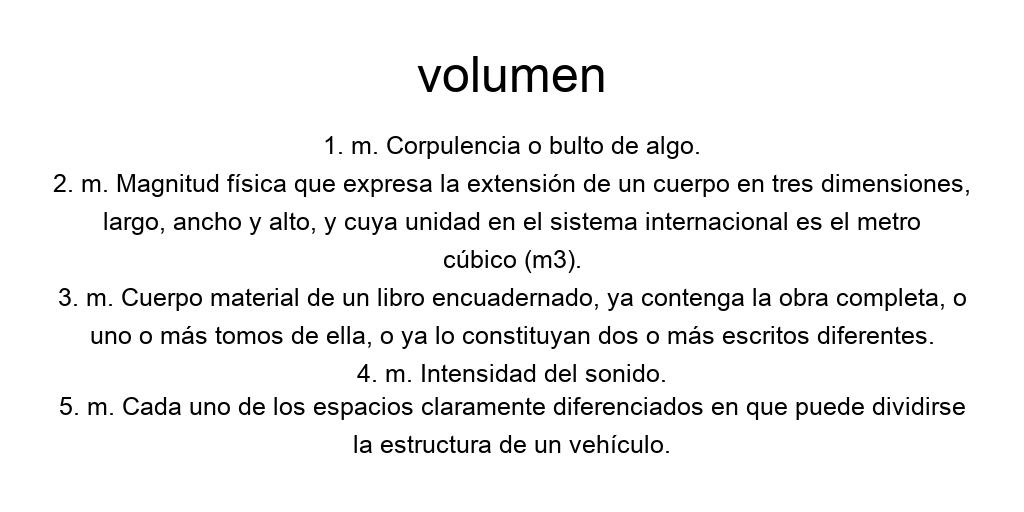 volumen
1. m. Corpulencia o bulto de algo.
2. m. Magnitud física que expresa la extensión de un cuerpo en tres dimensiones,
largo, ancho y alto, y cuya unidad en el sistema internacional es el metro
cúbico (m3).
3. m. Cuerpo material de un libro encuadernado, ya contenga la obra completa, o
uno o más tomos de ella, o ya lo constituyan dos o más escritos diferentes.
4. m. Intensidad del sonido.
5. m. Cada uno de los espacios claramente diferenciados en que puede dividirse
la estructura de un vehículo.